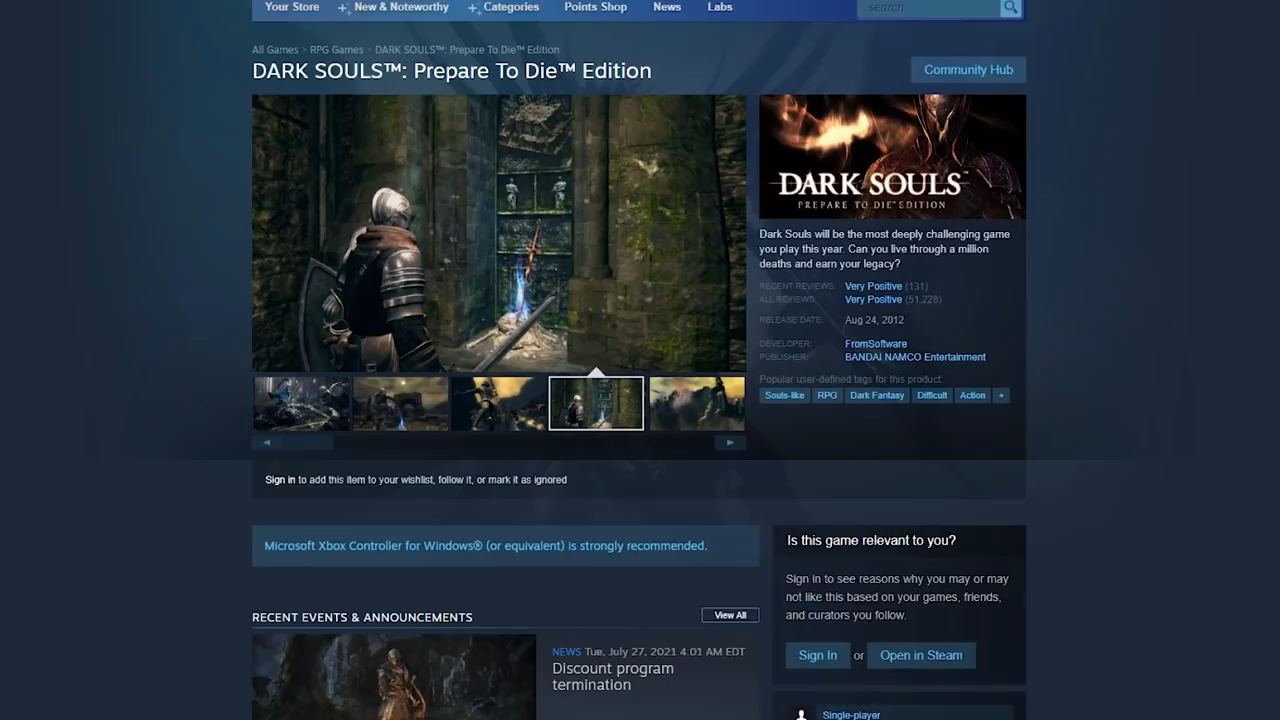 Your Store New & Noteworthy Categories Points Shop News Labs search
All Games > RPG Games > DARK SOULS™: Prepare To Die™ Edition
DARK SOULS™: Prepare To Die™ Edition
Community Hub
DARK SOULS™
PREPARE TO DIE™ EDITION
Dark Souls will be the most deeply challenging game
you play this year. Can you live through a million
deaths and earn your legacy?
RECENT REVIEWS: Very Positive (131)
ALL REVIEWS: Very Positive (51,228)
RELEASE DATE: Aug 24, 2012
DEVELOPER: FromSoftware
PUBLISHER: BANDAI NAMCO Entertainment
Popular user-defined tags for this product:
Souls-like RPG Dark Fantasy Difficult Action +
Sign in to add this item to your wishlist, follow it, or mark it as ignored
Microsoft Xbox Controller for Windows® (or equivalent) is strongly recommended.
Is this game relevant to you?
Sign in to see reasons why you may or may
not like this based on your games, friends,
and curators you follow.
Sign In or Open in Steam
RECENT EVENTS & ANNOUNCEMENTS View All
NEWS Tue, July 27, 2021 4:01 AM EDT
Discount program
termination
Single-player